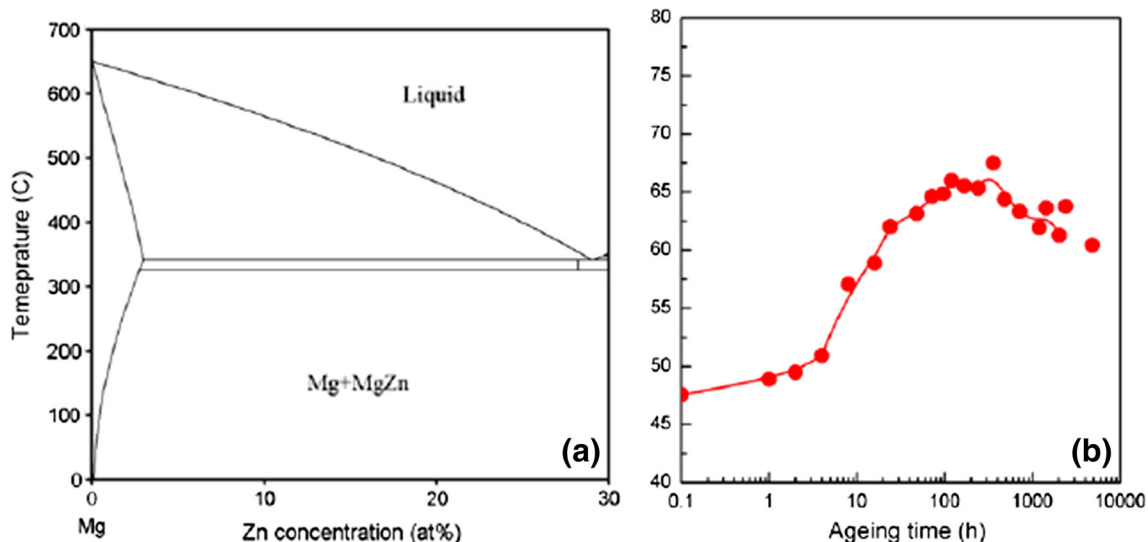 700
600
500
400
300
200
100
0
Temeprature (C)
Liquid
Mg+MgZn
(a)
0 10 20 30
Mg
Zn concentration (at%)
80
75
70
65
60
55
50
45
40
(b)
0.1 1 10 100 1000 10000
Ageing time (h)